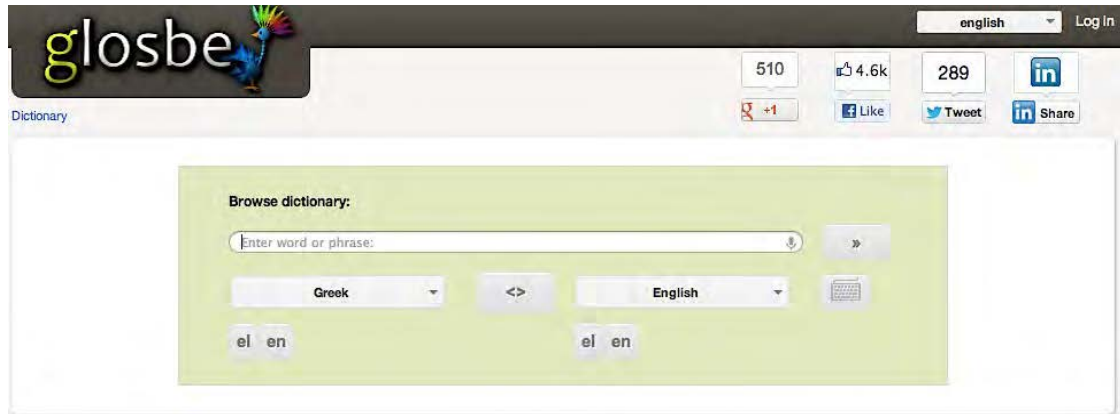 glosbe
english Log In
510 4.6k 289 in
Dictionary
g +1 f Like Tweet in Share
Browse dictionary:
Enter word or phrase: »
Greek <> English
el en el en